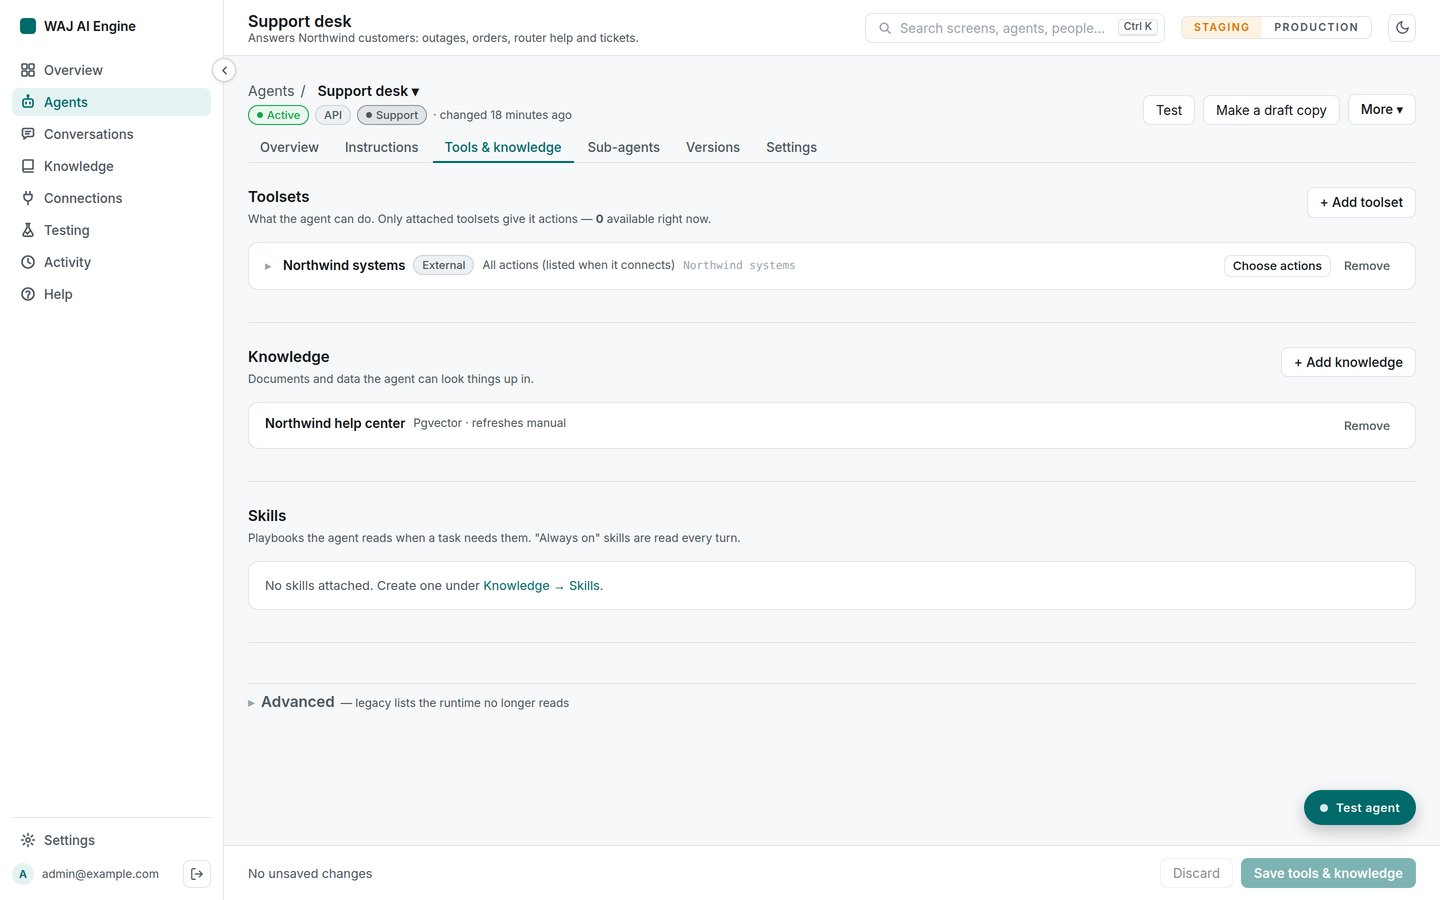 WAJ AI Engine
Overview
Agents
Conversations
Knowledge
Connections
Testing
Activity
Help
Settings
A admin@example.com
Support desk
Answers Northwind customers: outages, orders, router help and tickets.
Search screens, agents, people... Ctrl K
STAGING PRODUCTION
Agents / Support desk ▾
Active API Support · changed 18 minutes ago
Test Make a draft copy More ▾
Overview Instructions Tools & knowledge Sub-agents Versions Settings
Toolsets
What the agent can do. Only attached toolsets give it actions — 0 available right now.
+ Add toolset
▸ Northwind systems External All actions (listed when it connects) Northwind systems Choose actions Remove
Knowledge
Documents and data the agent can look things up in.
+ Add knowledge
Northwind help center Pgvector · refreshes manual Remove
Skills
Playbooks the agent reads when a task needs them. "Always on" skills are read every turn.
No skills attached. Create one under Knowledge → Skills.
▸ Advanced — legacy lists the runtime no longer reads
Test agent
No unsaved changes Discard Save tools & knowledge